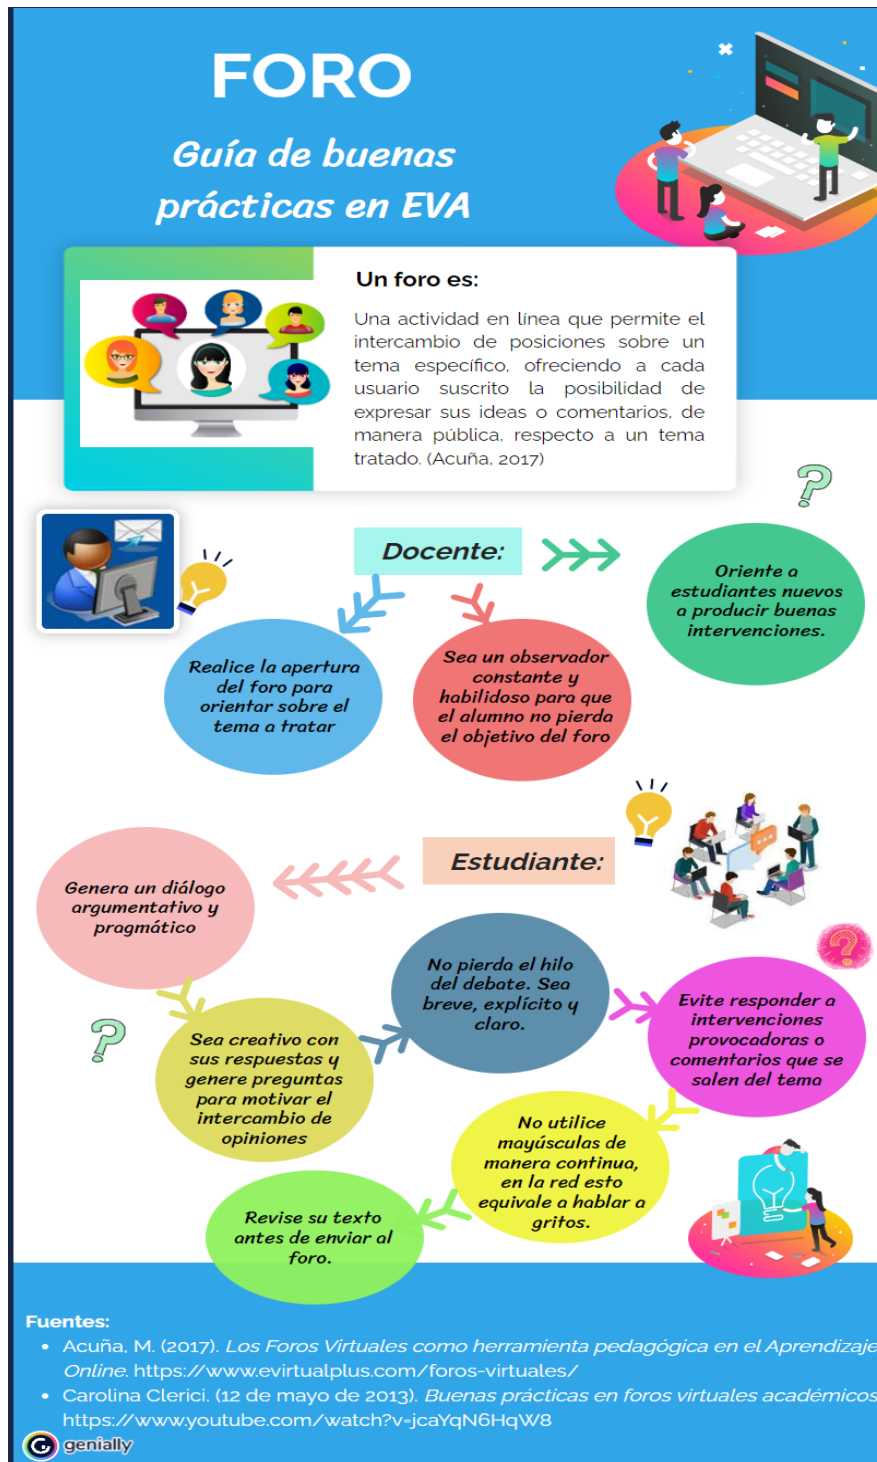 FORO
Guía de buenas
prácticas en EVA
Un foro es:
Una actividad en línea que permite el
intercambio de posiciones sobre un
tema específico, ofreciendo a cada
usuario suscrito la posibilidad de
expresar sus ideas o comentarios, de
manera pública, respecto a un tema
tratado. (Acuña, 2017)
Docente:
Realice la apertura
del foro para
orientar sobre el
tema a tratar
Sea un observador
constante y
habilidoso para que
el alumno no pierda
el objetivo del foro
Oriente a
estudiantes nuevos
a producir buenas
intervenciones.
Estudiante:
Genera un diálogo
argumentativo y
pragmático
Sea creativo con
sus respuestas y
genere preguntas
para motivar el
intercambio de
opiniones
No pierda el hilo
del debate. Sea
breve, explícito y
claro.
Evite responder a
intervenciones
provocadoras o
comentarios que se
salen del tema
No utilice
mayúsculas de
manera continua,
en la red esto
equivale a hablar a
gritos.
Revise su texto
antes de enviar al
foro.
Fuentes:
• Acuña, M. (2017). Los Foros Virtuales como herramienta pedagógica en el Aprendizaje
Online. https://www.evirtualplus.com/foros-virtuales/
• Carolina Clerici. (12 de mayo de 2013). Buenas prácticas en foros virtuales académicos
https://www.youtube.com/watch?v=jcaYqN6HqW8
genially